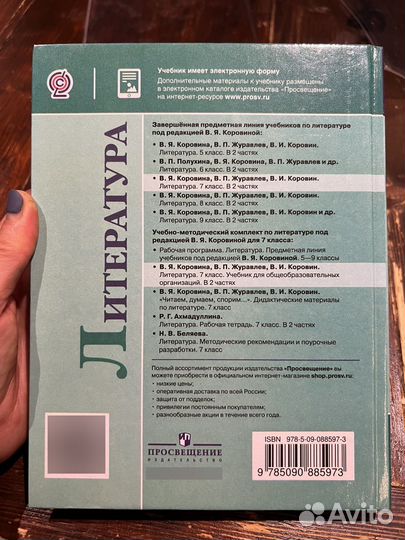 Учебник имеет электронную форму
Дополнительные материалы к учебнику размещены
в электронном каталоге издательства «Просвещение»
на интернет-ресурсе www.prosv.ru
ЛИТЕРАТУРА
Завершённая предметная линия учебников по литературе
под редакцией В. Я. Коровиной:
• В. Я. Коровина, В. П. Журавлев, В. И. Коровин.
Литература. 5 класс. В 2 частях
• В. П. Полухина, В. Я. Коровина, В. П. Журавлев и др.
Литература. 6 класс. В 2 частях
• В. Я. Коровина, В. П. Журавлев, В. И. Коровин.
Литература. 7 класс. В 2 частях
• В. Я. Коровина, В. П. Журавлев, В. И. Коровин.
Литература. 8 класс. В 2 частях
• В. Я. Коровина, В. П. Журавлев, В. И. Коровин и др.
Литература. 9 класс. В 2 частях
Учебно-методический комплект по литературе под
редакцией В. Я. Коровиной для 7 класса:
• Рабочая программа. Литература. Предметная линия
учебников под редакцией В. Я. Коровиной. 5—9 классы
• В. Я. Коровина, В. П. Журавлев, В. И. Коровин.
Литература. 7 класс. Учебник для общеобразовательных
организаций. В 2 частях
• В. Я. Коровина, В. П. Журавлев, В. И. Коровин.
«Читаем, думаем, спорим...». Дидактические материалы
по литературе. 7 класс
• Р. Г. Ахмадуллина.
Литература. Рабочая тетрадь. 7 класс. В 2 частях
• Н. В. Беляева.
Литература. Методические рекомендации и поурочные
разработки. 7 класс
Полный ассортимент продукции издательства «Просвещение» вы
можете приобрести в официальном интернет-магазине shop.prosv.ru:
• низкие цены;
• оперативная доставка по всей России;
• защита от подделок;
• привилегии постоянным покупателям;
• разнообразные акции в течение всего года.
ПРОСВЕЩЕНИЕ
ИЗДАТЕЛЬСТВО
ISBN 978-5-09-088597-3
9 785090 885973
Avito